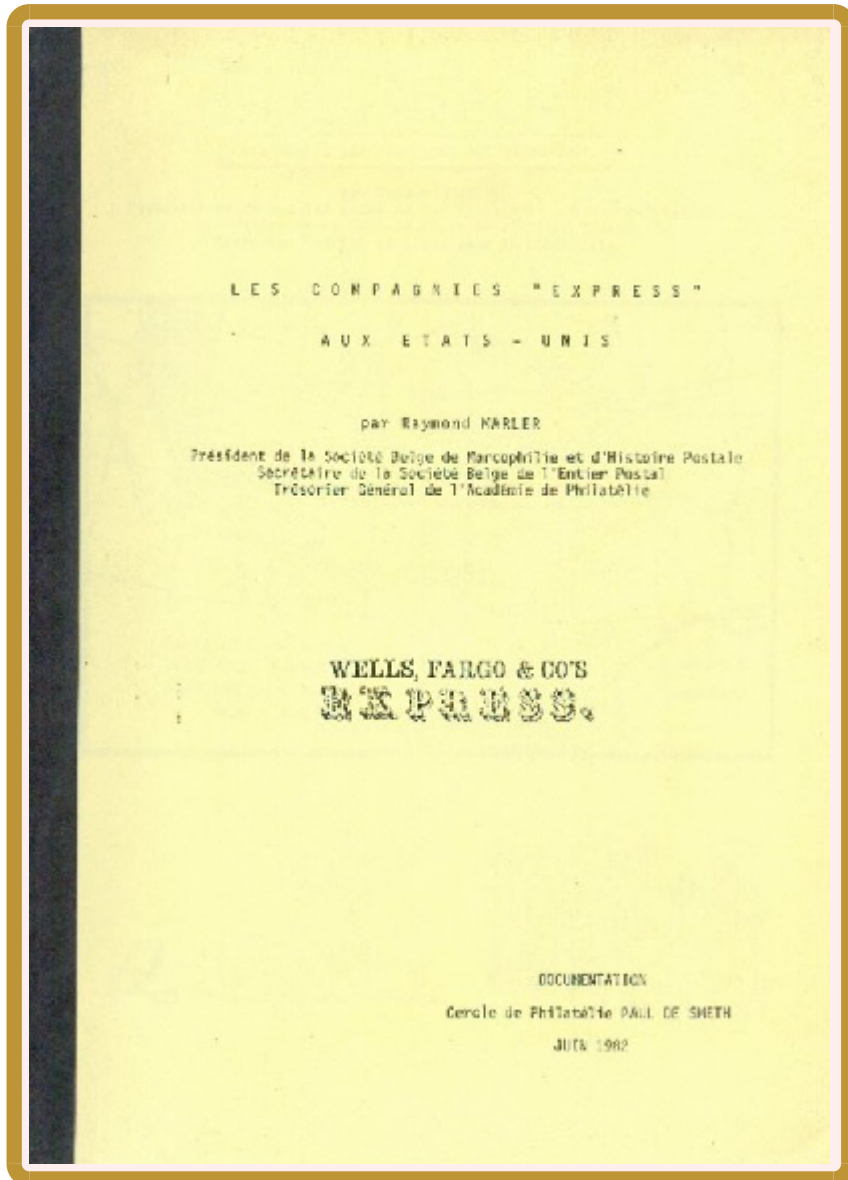 LES COMPAGNIES "EXPRESS"
AUX ETATS - UNIS
par Raymond MARLER
Président de la Société Belge de Marcophilie et d'Histoire Postale
Secrétaire de la Société Belge de l'Entier Postal
Trésorier Général de l'Académie de Philatélie
WELLS, FARGO & CO'S
EXPRESS.
DOCUMENTATION
Cercle de Philatélie PAUL DE SMETH
JUIN 1982